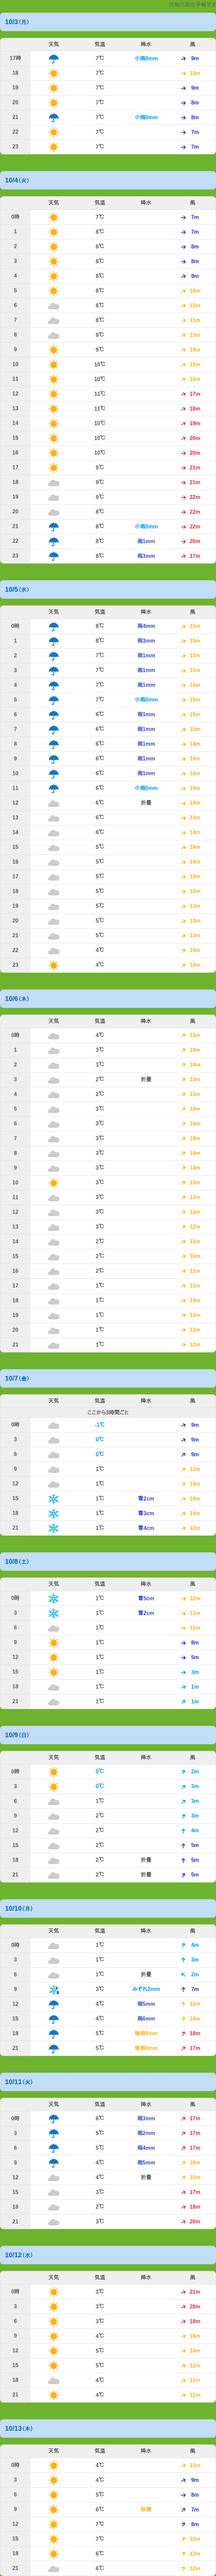 10/3（月）
天気 気温 降水 風
17時 7℃ 小雨0mm 9m
18 7℃ 10m
19 7℃ 9m
20 7℃ 8m
21 7℃ 小雨0mm 8m
22 7℃ 7m
23 7℃ 7m
10/4（火）
天気 気温 降水 風
0時 7℃ 7m
1 8℃ 7m
2 8℃ 8m
3 8℃ 8m
4 8℃ 9m
5 8℃ 10m
6 8℃ 10m
7 8℃ 11m
8 9℃ 13m
9 9℃ 14m
10 10℃ 15m
11 10℃ 16m
12 11℃ 17m
13 11℃ 18m
14 10℃ 19m
15 10℃ 20m
16 10℃ 20m
17 9℃ 21m
18 9℃ 21m
19 9℃ 22m
20 8℃ 22m
21 8℃ 小雨0mm 22m
22 8℃ 雨1mm 20m
23 8℃ 雨3mm 17m
10/5（水）
天気 気温 降水 風
0時 8℃ 雨4mm 15m
1 8℃ 雨3mm 15m
2 7℃ 雨1mm 15m
3 7℃ 雨1mm 15m
4 7℃ 雨1mm 15m
5 7℃ 小雨0mm 15m
6 6℃ 雨1mm 15m
7 6℃ 雨1mm 15m
8 6℃ 雨1mm 14m
9 6℃ 雨1mm 14m
10 6℃ 雨1mm 14m
11 6℃ 小雨0mm 14m
12 6℃ 折畳 14m
13 6℃ 14m
14 6℃ 14m
15 5℃ 14m
16 5℃ 14m
17 5℃ 13m
18 5℃ 13m
19 5℃ 13m
20 5℃ 13m
21 5℃ 13m
22 4℃ 14m
23 4℃ 14m
10/6（木）
天気 気温 降水 風
0時 4℃ 15m
1 3℃ 14m
2 3℃ 14m
3 2℃ 折畳 13m
4 2℃ 13m
5 3℃ 14m
6 3℃ 14m
7 3℃ 14m
8 3℃ 14m
9 3℃ 14m
10 3℃ 13m
11 3℃ 13m
12 3℃ 13m
13 3℃ 12m
14 2℃ 11m
15 2℃ 10m
16 2℃ 11m
17 1℃ 13m
18 1℃ 14m
19 1℃ 13m
20 1℃ 12m
21 1℃ 12m
10/7（金）
天気 気温 降水 風
ここから3時間ごと
0時 -1℃ 9m
3 0℃ 9m
6 0℃ 9m
9 1℃ 12m
12 1℃ 14m
15 1℃ 雪2cm 14m
18 1℃ 雪3cm 14m
21 1℃ 雪4cm 12m
10/8（土）
天気 気温 降水 風
0時 1℃ 雪5cm 12m
3 1℃ 雪2cm 11m
6 1℃ 11m
9 1℃ 8m
12 1℃ 5m
15 1℃ 3m
18 1℃ 1m
21 1℃ 1m
10/9（日）
天気 気温 降水 風
0時 0℃ 2m
3 0℃ 3m
6 1℃ 3m
9 2℃ 3m
12 2℃ 4m
15 2℃ 5m
18 2℃ 折畳 5m
21 2℃ 折畳 5m
10/10（月）
天気 気温 降水 風
0時 1℃ 4m
3 1℃ 3m
6 1℃ 折畳 2m
9 3℃ みぞれ2mm 7m
12 4℃ 雨5mm 12m
15 4℃ 雨6mm 14m
18 5℃ 18m
21 5℃ 17m
10/11（火）
天気 気温 降水 風
0時 6℃ 雨3mm 17m
3 5℃ 雨2mm 17m
6 5℃ 雨4mm 17m
9 4℃ 雨5mm 16m
12 4℃ 折畳 16m
15 3℃ 17m
18 2℃ 18m
21 3℃ 20m
10/12（水）
天気 気温 降水 風
0時 3℃ 21m
3 3℃ 20m
6 3℃ 18m
9 4℃ 16m
12 5℃ 14m
15 5℃ 12m
18 4℃ 11m
21 4℃ 11m
10/13（木）
天気 気温 降水 風
0時 4℃ 11m
3 4℃ 9m
6 5℃ 8m
9 6℃ 快晴 7m
12 7℃ 8m
15 7℃ 10m
18 6℃ 12m
21 6℃ 12m